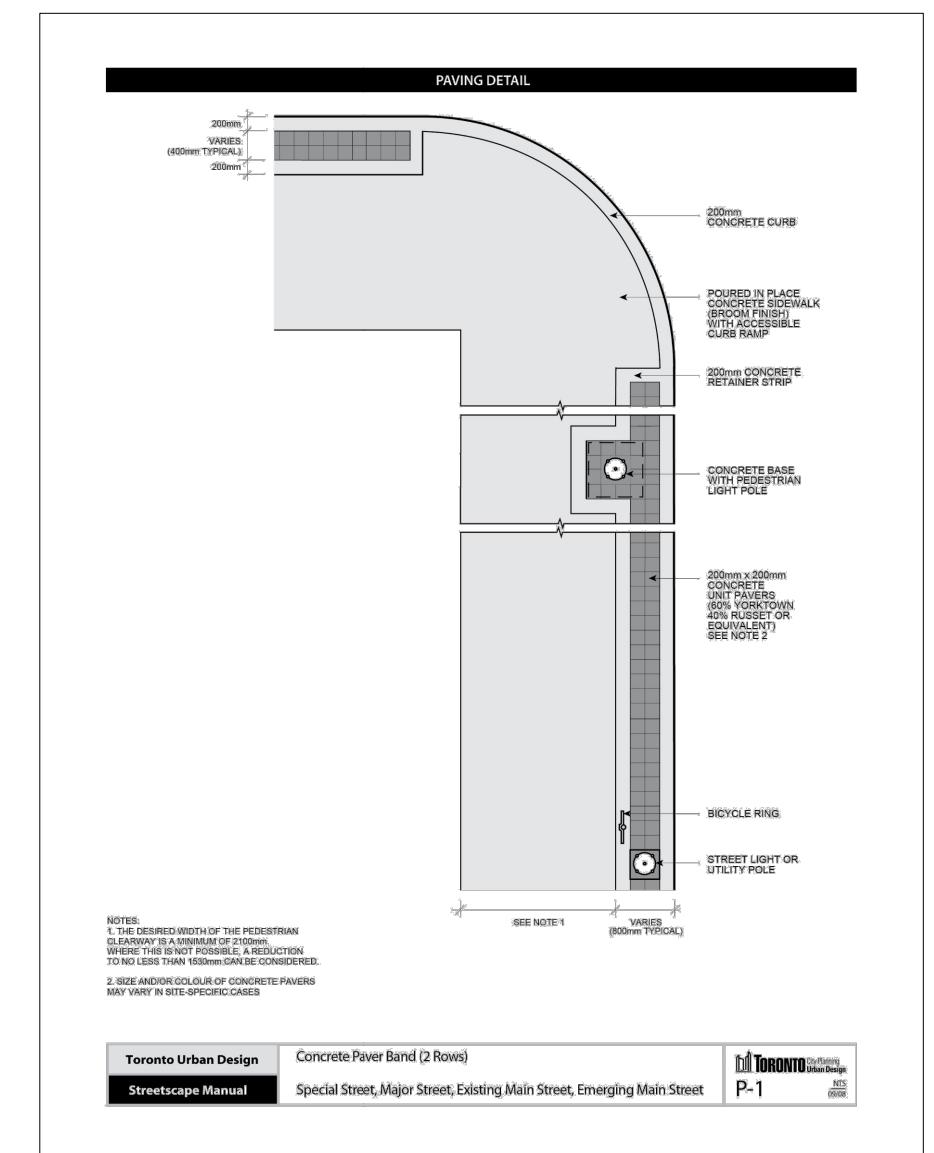 PAVING DETAIL
200mm
VARIES
(400mm TYPICAL)
200mm
200mm
CONCRETE CURB
POURED IN PLACE
CONCRETE SIDEWALK
(BROOM FINISH)
WITH ACCESSIBLE
CURB RAMP
200mm CONCRETE
RETAINER STRIP
CONCRETE BASE
WITH PEDESTRIAN
LIGHT POLE
200mm x 200mm
CONCRETE
UNIT PAVERS
(60% YORKTOWN
40% RUSSET OR
EQUIVALENT)
SEE NOTE 2
BICYCLE RING
STREET LIGHT OR
UTILITY POLE
SEE NOTE 1
VARIES
(800mm TYPICAL)
NOTES:
1. THE DESIRED WIDTH OF THE PEDESTRIAN
CLEARWAY IS A MINIMUM OF 2100mm.
WHERE THIS IS NOT POSSIBLE, A REDUCTION
TO NO LESS THAN 1530mm CAN BE CONSIDERED.
2. SIZE AND/OR COLOUR OF CONCRETE PAVERS
MAY VARY IN SITE-SPECIFIC CASES
Toronto Urban Design
Streetscape Manual
Concrete Paver Band (2 Rows)
Special Street, Major Street, Existing Main Street, Emerging Main Street
TORONTO City Planning
Urban Design
P-1
NTS
09/08